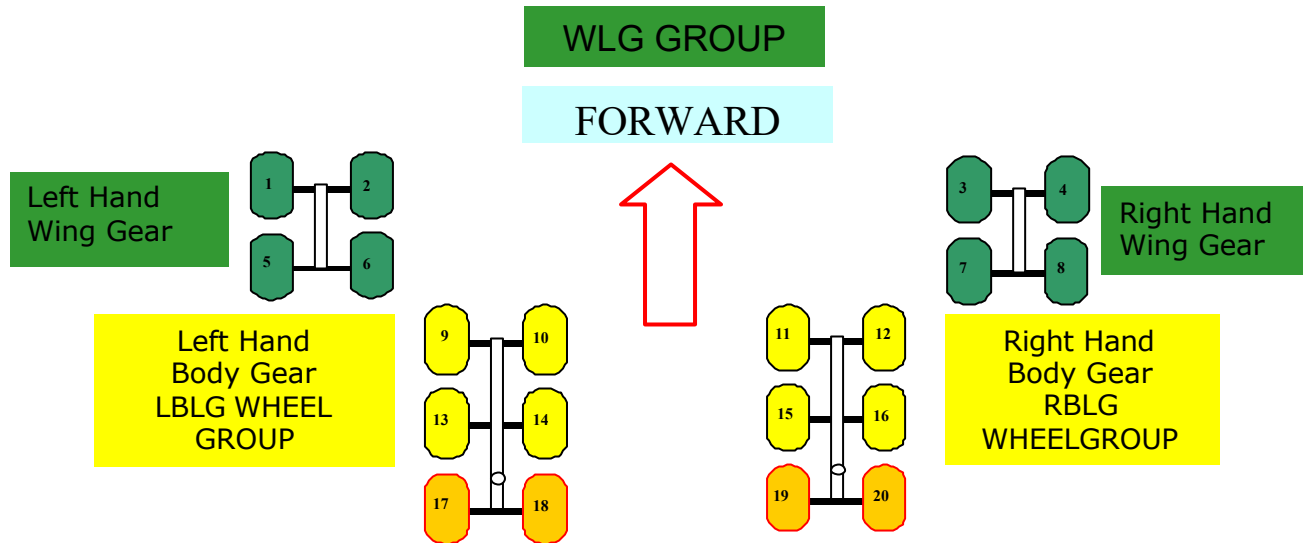 WLG GROUP
FORWARD
Left Hand
Wing Gear
1
2
5
6
3
4
7
8
Right Hand
Wing Gear
Left Hand
Body Gear
LBLG WHEEL
GROUP
9
10
13
14
17
18
11
12
15
16
19
20
Right Hand
Body Gear
RBLG
WHEELGROUP